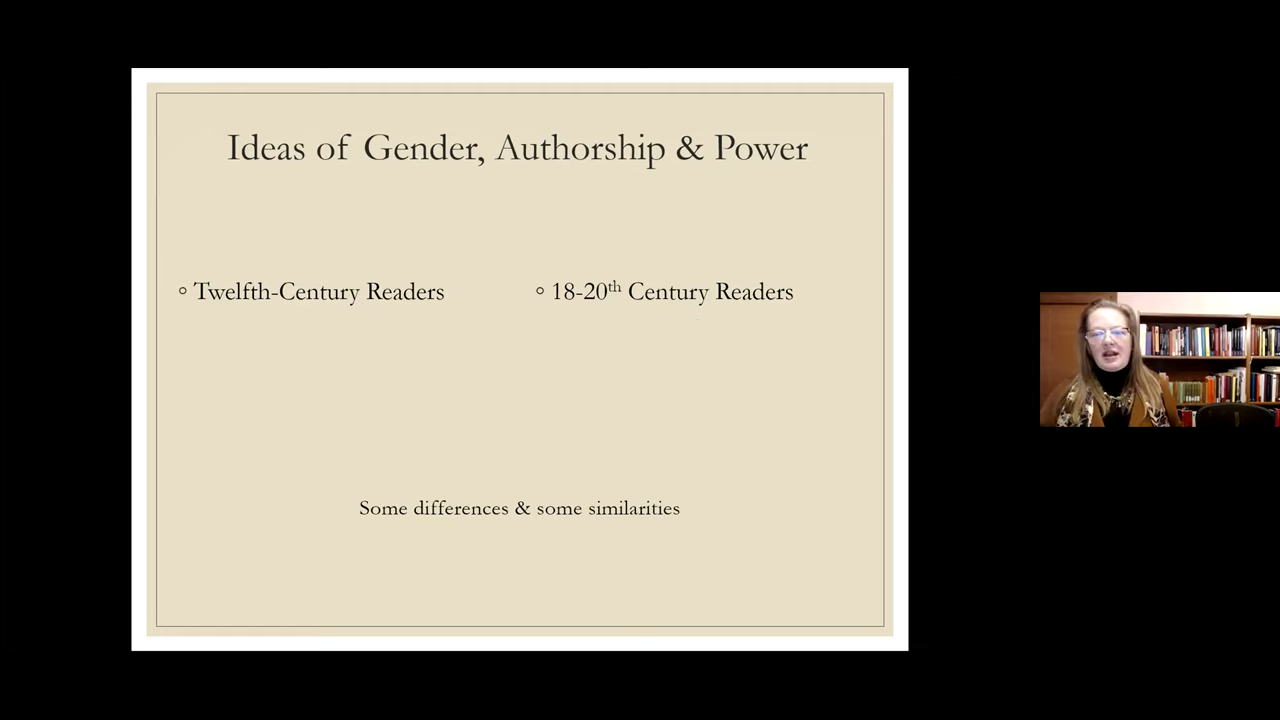 Ideas of Gender, Authorship & Power
◦ Twelfth-Century Readers
◦ 18-20th Century Readers
Some differences & some similarities